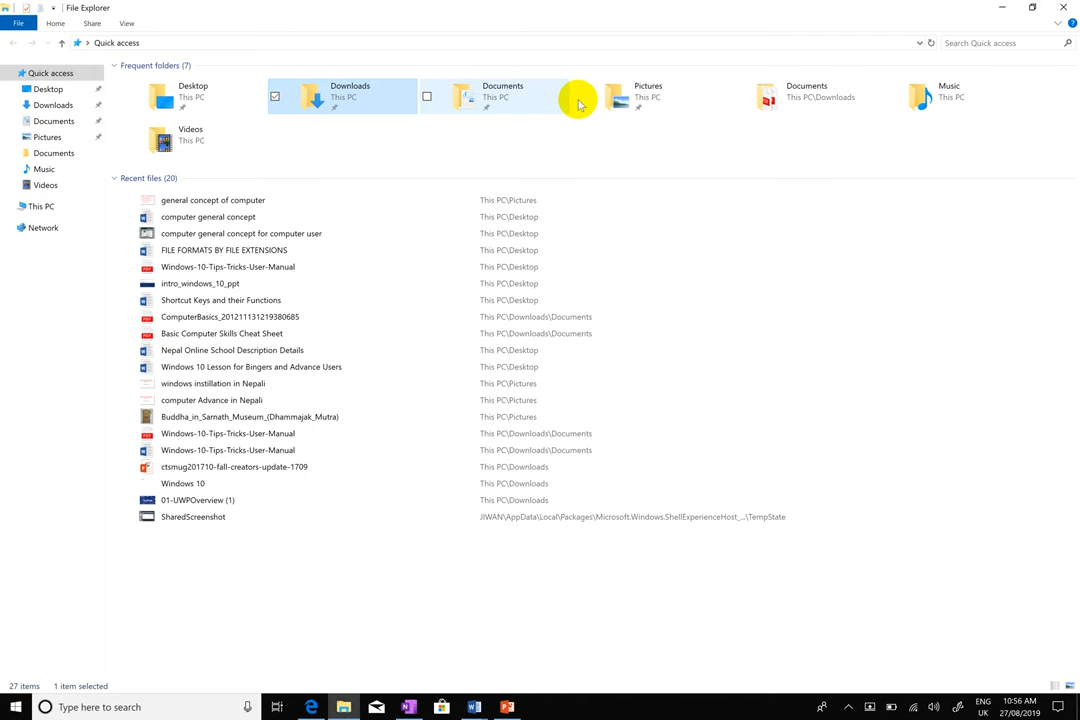 File Explorer
File Home Share View
Quick access
Search Quick access
Quick access
Desktop
Downloads
Documents
Pictures
Documents
Music
Videos
This PC
Network
Frequent folders (7)
Desktop
This PC
Downloads
This PC
Documents
This PC
Pictures
This PC
Documents
This PC\Downloads
Music
This PC
Videos
This PC
Recent files (20)
general concept of computer This PC\Pictures
computer general concept This PC\Desktop
computer general concept for computer user This PC\Desktop
FILE FORMATS BY FILE EXTENSIONS This PC\Desktop
Windows-10-Tips-Tricks-User-Manual This PC\Desktop
intro_windows_10_ppt This PC\Desktop
Shortcut Keys and their Functions This PC\Desktop
ComputerBasics_201211131219380685 This PC\Downloads\Documents
Basic Computer Skills Cheat Sheet This PC\Downloads\Documents
Nepal Online School Description Details This PC\Desktop
Windows 10 Lesson for Bingers and Advance Users This PC\Desktop
windows instillation in Nepali This PC\Pictures
computer Advance in Nepali This PC\Pictures
Buddha_in_Sarnath_Museum_(Dhammajak_Mutra) This PC\Pictures
Windows-10-Tips-Tricks-User-Manual This PC\Downloads\Documents
Windows-10-Tips-Tricks-User-Manual This PC\Downloads\Documents
ctsmug201710-fall-creators-update-1709 This PC\Downloads
Windows 10 This PC\Downloads
01-UWPOverview (1) This PC\Downloads
SharedScreenshot JIWAN\AppData\Local\Packages\Microsoft.Windows.ShellExperienceHost_...\TempState
27 items 1 item selected
Type here to search
ENG
UK
10:56 AM
27/08/2019